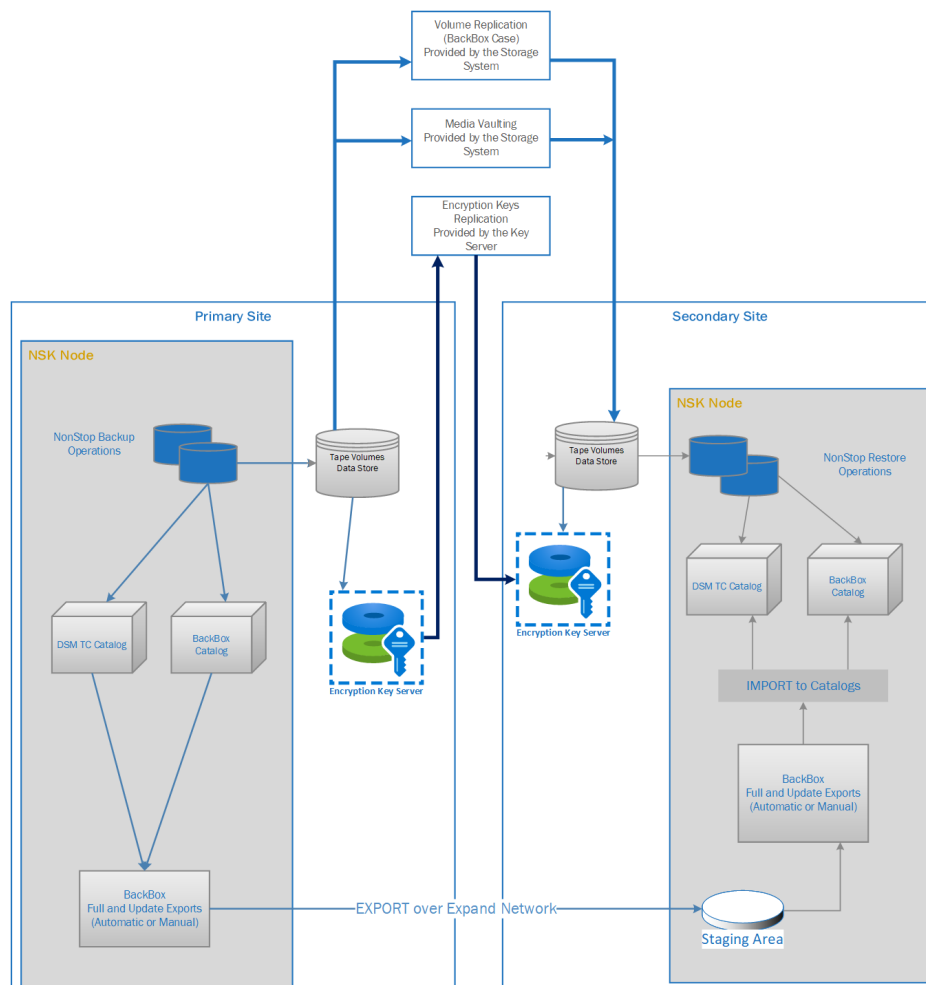 Volume Replication
(BackBox Case)
Provided by the Storage
System
Media Vaulting
Provided by the Storage
System
Encryption Keys
Replication
Provided by the Key
Server
Primary Site
NSK Node
NonStop Backup
Operations
Tape Volumes
Data Store
DSM TC Catalog
BackBox
Catalog
Encryption Key Server
BackBox
Full and Update Exports
(Automatic or Manual)
EXPORT over Expand Network
Secondary Site
Tape Volumes
Data Store
Encryption Key Server
NSK Node
NonStop Restore
Operations
DSM TC Catalog
BackBox
Catalog
IMPORT to Catalogs
BackBox
Full and Update Exports
(Automatic or Manual)
Staging Area